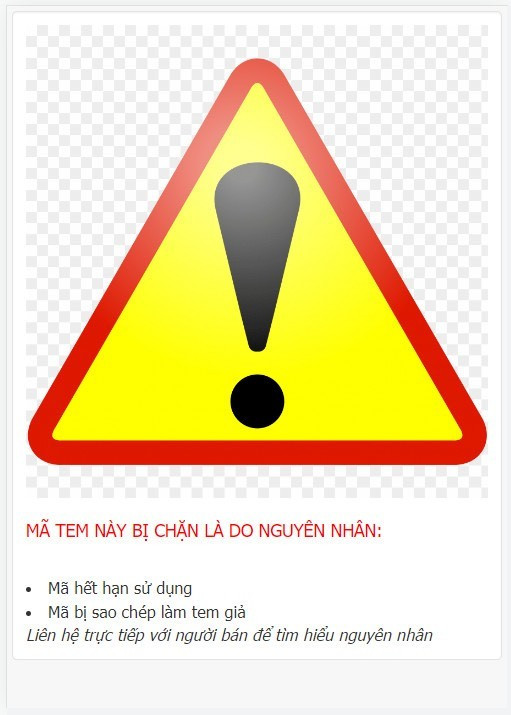 MÃ TEM NÀY BỊ CHẶN LÀ DO NGUYÊN NHÂN:
• Mã hết hạn sử dụng
• Mã bị sao chép làm tem giả
Liên hệ trực tiếp với người bán để tìm hiểu nguyên nhân